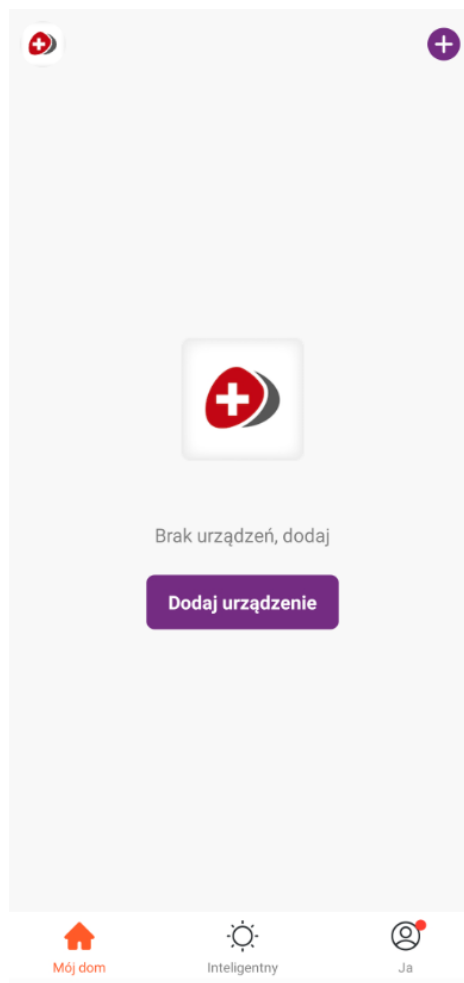 Brak urządzeń, dodaj
Dodaj urządzenie
Mój dom
Inteligentny
Ja